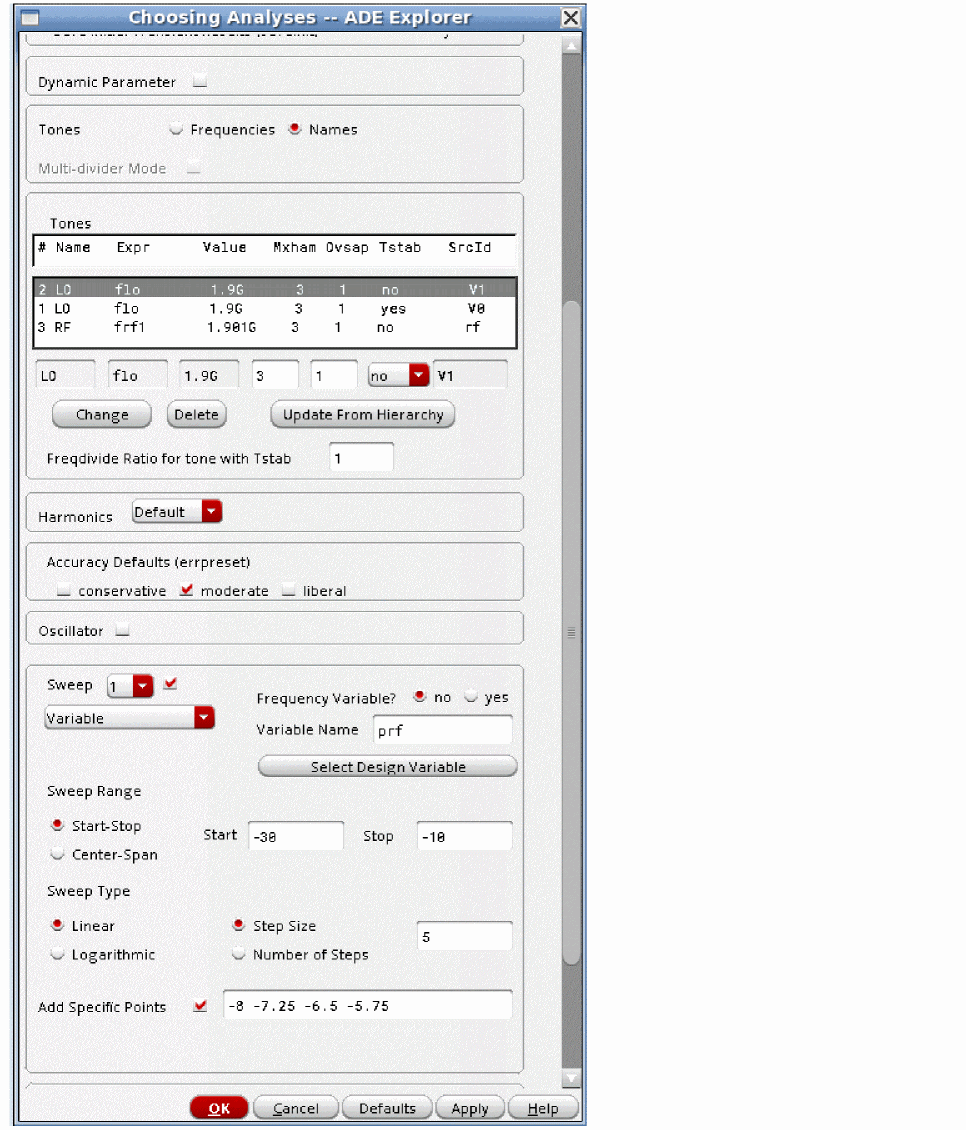 Choosing Analyses -- ADE Explorer
Dynamic Parameter
Tones Frequencies Names
Multi-divider Mode
Tones
# Name Expr Value Mxham Ovsap Tstab SrcId
2 LO flo 1.9G 3 1 no V1
1 LO flo 1.9G 3 1 yes V0
3 RF frf1 1.901G 3 1 no rf
LO flo 1.9G 3 1 no V1
Change Delete Update From Hierarchy
Freqdivide Ratio for tone with Tstab 1
Harmonics Default
Accuracy Defaults (errpreset)
conservative moderate liberal
Oscillator
Sweep 1 Frequency Variable? no yes
Variable Variable Name prf
Select Design Variable
Sweep Range
Start-Stop Start -30 Stop -10
Center-Span
Sweep Type
Linear Step Size 5
Logarithmic Number of Steps
Add Specific Points -8 -7.25 -6.5 -5.75
OK Cancel Defaults Apply Help